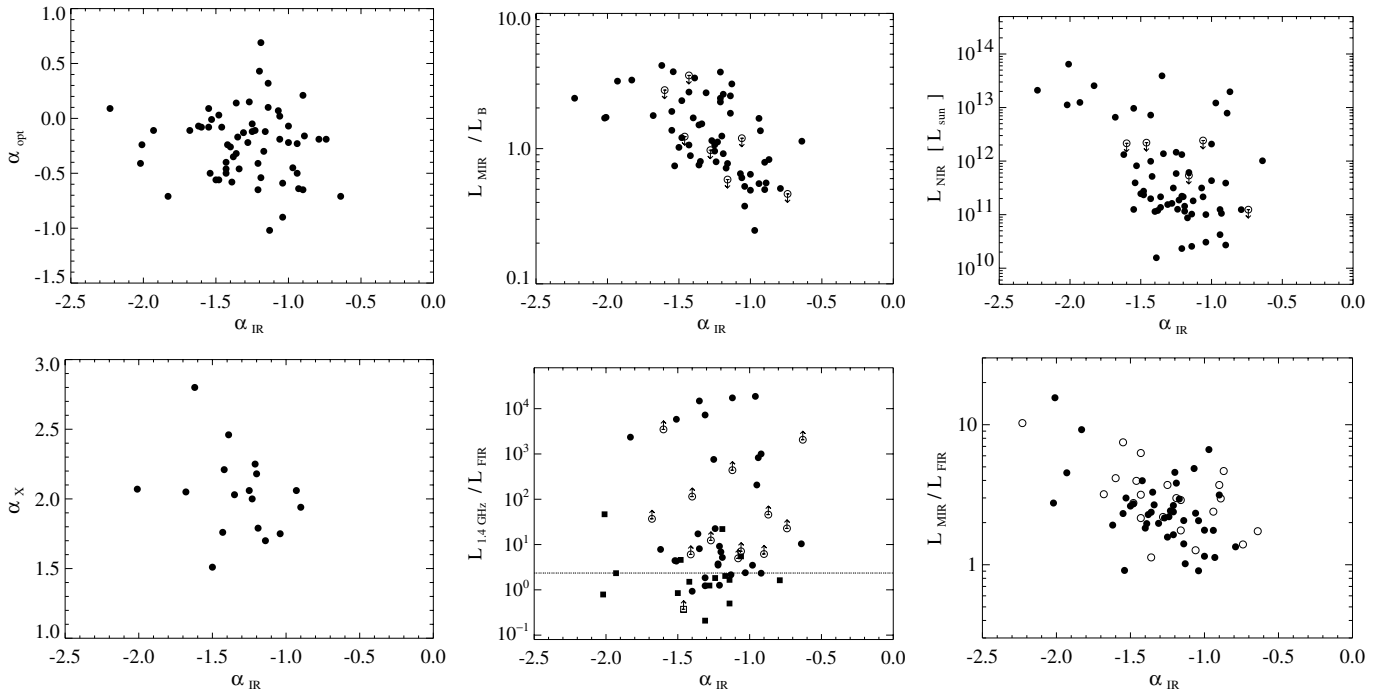 1.0
0.5
0.0
-0.5
-1.0
-1.5
α opt
-2.5 -2.0 -1.5 -1.0 -0.5 0.0
α IR
10.0
1.0
0.1
L MIR / L B
-2.5 -2.0 -1.5 -1.0 -0.5 0.0
α IR
10^14
10^13
10^12
10^11
10^10
L NIR [ L sun ]
-2.5 -2.0 -1.5 -1.0 -0.5 0.0
α IR
3.0
2.5
2.0
1.5
1.0
α X
-2.5 -2.0 -1.5 -1.0 -0.5 0.0
α IR
10^4
10^3
10^2
10^1
10^0
10^-1
L 1.4 GHz / L FIR
-2.5 -2.0 -1.5 -1.0 -0.5 0.0
α IR
10
1
L MIR / L FIR
-2.5 -2.0 -1.5 -1.0 -0.5 0.0
α IR